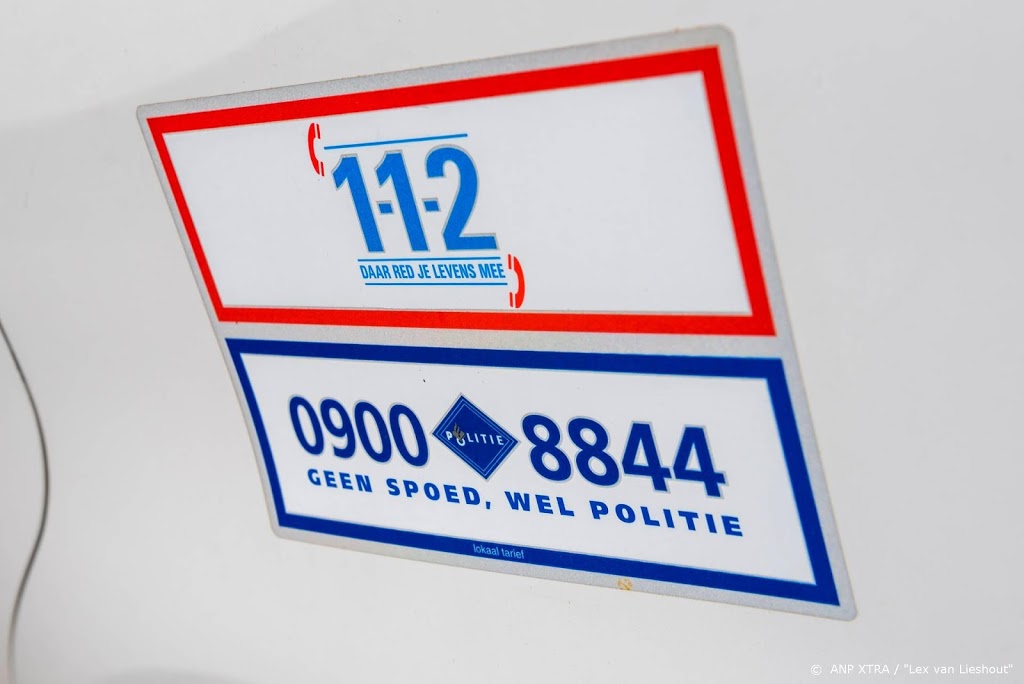 1-1-2
DAAR RED JE LEVENS MEE
0900 POLITIE 8844
GEEN SPOED, WEL POLITIE
lokaal tarief
© ANP XTRA / "Lex van Lieshout"